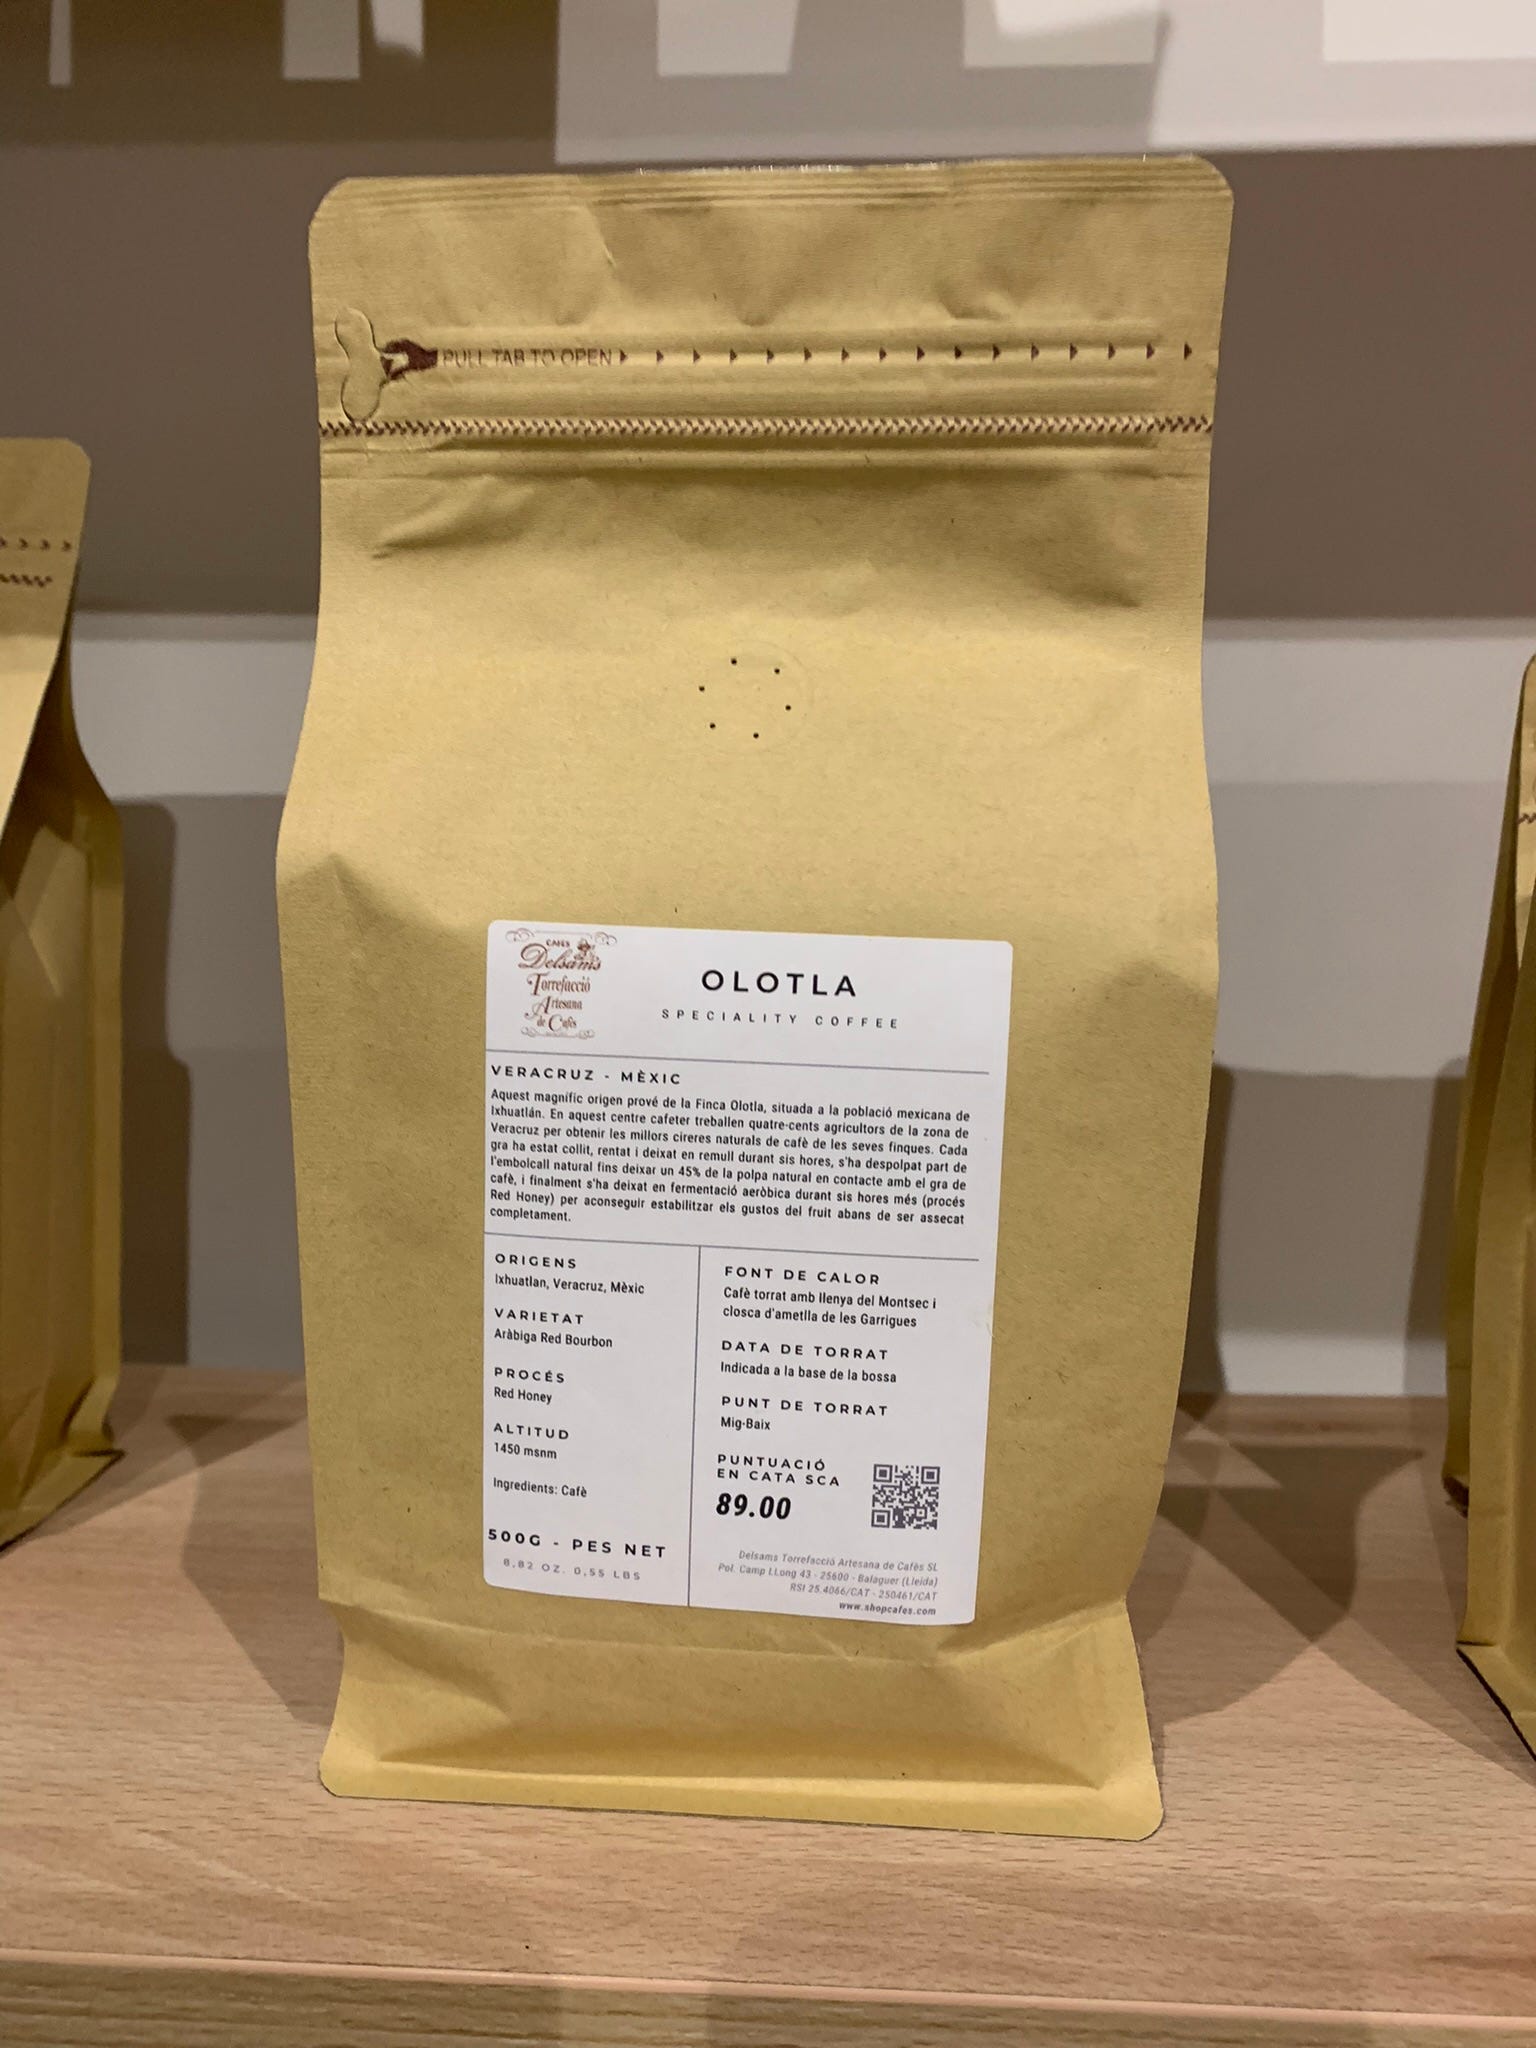 PULL TAB TO OPEN
CAFÈS
Delsams
Torrefacció
Artesana
de Cafès
OLOTLA
SPECIALITY COFFEE
VERACRUZ - MÈXIC
Aquest magnífic origen prové de la Finca Olotla, situada a la població mexicana de
Ixhuatlán. En aquest centre cafeter treballen quatre-cents agricultors de la zona de
Veracruz per obtenir les millors cireres naturals de cafè de les seves finques. Cada
gra ha estat collit, rentat i deixat en remull durant sis hores, s'ha despolpat part de
l'embolcall natural fins deixar un 45% de la polpa natural en contacte amb el gra de
cafè, i finalment s'ha deixat en fermentació aeròbica durant sis hores més (procés
Red Honey) per aconseguir estabilitzar els gustos del fruit abans de ser assecat
completament.
ORIGENS
Ixhuatlan, Veracruz, Mèxic
VARIETAT
Aràbiga Red Bourbon
PROCÉS
Red Honey
ALTITUD
1450 msnm
Ingredients: Cafè
500G - PES NET
8.82 OZ. 0,55 LBS
FONT DE CALOR
Cafè torrat amb llenya del Montsec i
closca d'ametlla de les Garrigues
DATA DE TORRAT
Indicada a la base de la bossa
PUNT DE TORRAT
Mig-Baix
PUNTUACIÓ
EN CATA SCA
89.00
Delsams Torrefacció Artesana de Cafès SL
Pol. Camp LLong 43 - 25600 - Balaguer (Lleida)
RSI 25.4066/CAT - 250461/CAT
www.shopcafes.com